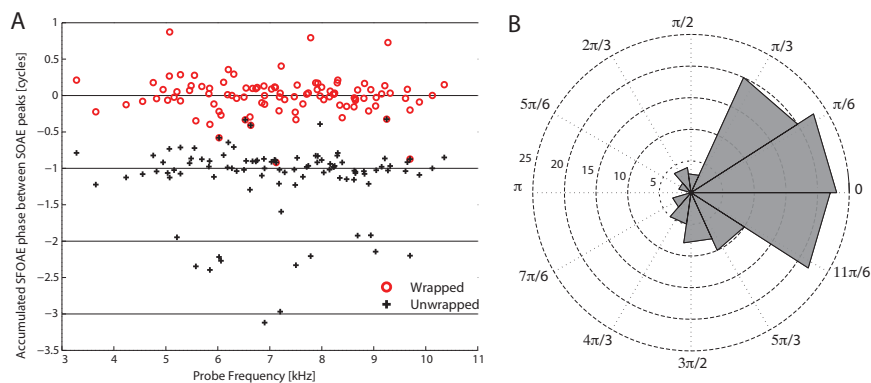 A
Accumulated SFOAE phase between SOAE peaks [cycles]
1
0.5
0
−0.5
−1
−1.5
−2
−2.5
−3
−3.5
3
4
5
6
7
8
9
10
11
Probe Frequency [kHz]
Wrapped
Unwrapped
B
π/2
2π/3
π/3
5π/6
π/6
25
20
15
10
5
π
0
7π/6
11π/6
4π/3
5π/3
3π/2